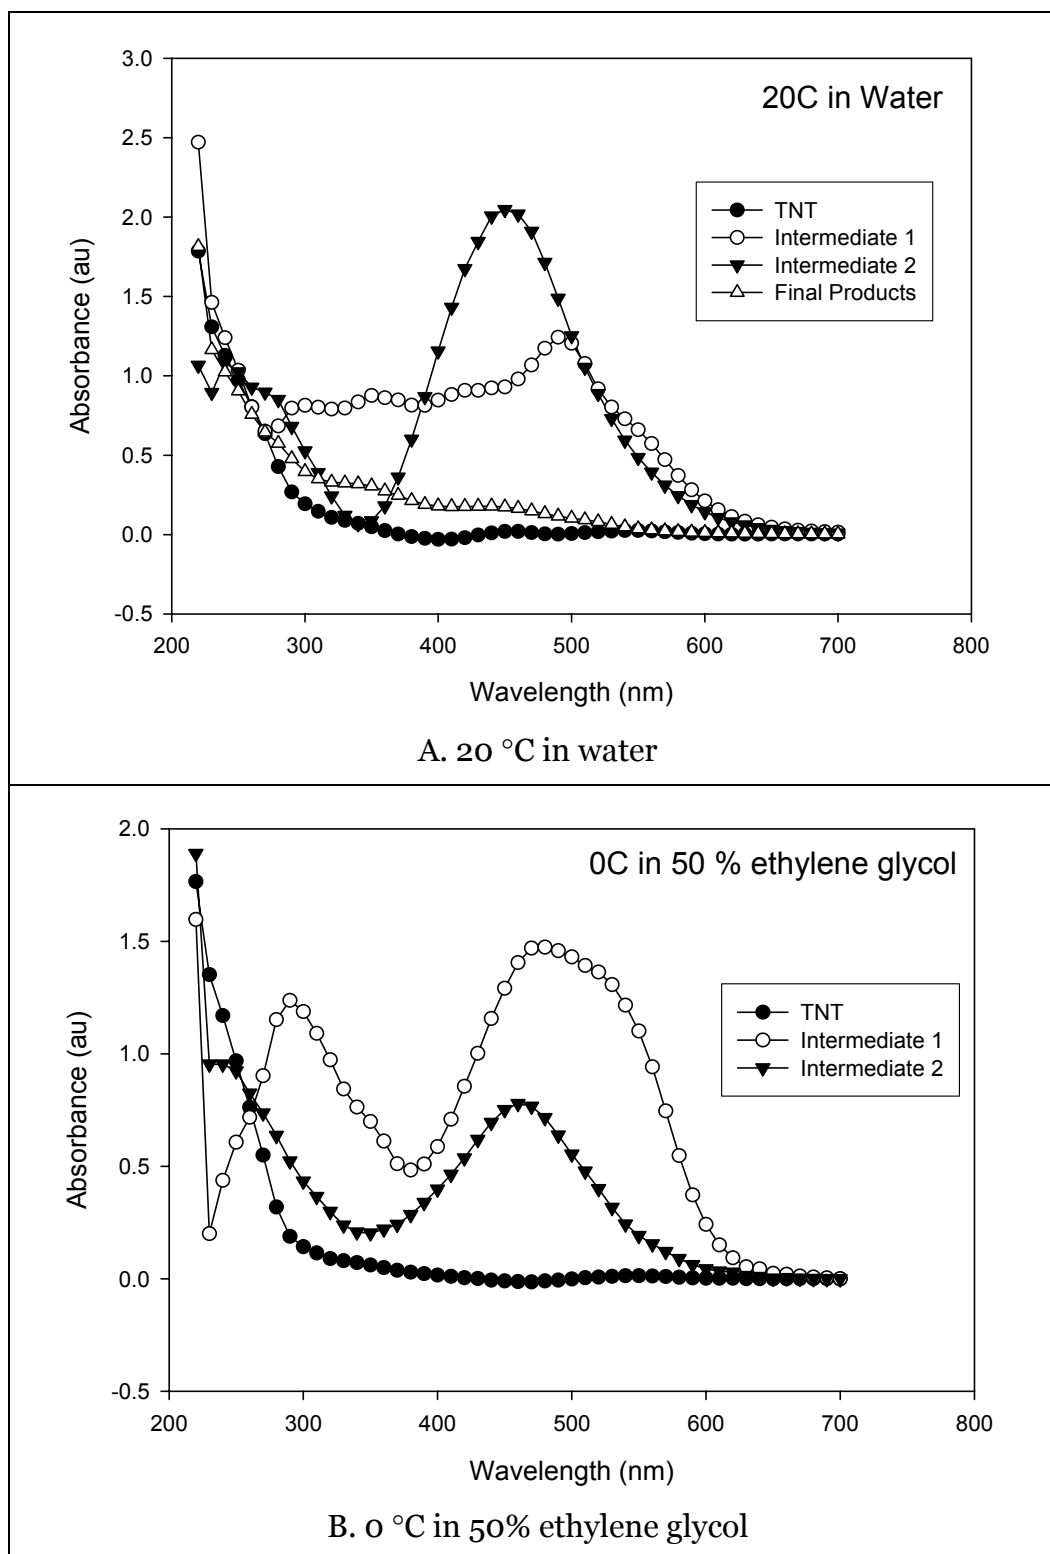 20C in Water
3.0
2.5
2.0
1.5
1.0
0.5
0.0
-0.5
Absorbance (au)
TNT
Intermediate 1
Intermediate 2
Final Products
200 300 400 500 600 700 800
Wavelength (nm)
A. 20 °C in water
0C in 50 % ethylene glycol
2.0
1.5
1.0
0.5
0.0
-0.5
Absorbance (au)
TNT
Intermediate 1
Intermediate 2
200 300 400 500 600 700 800
Wavelength (nm)
B. 0 °C in 50% ethylene glycol